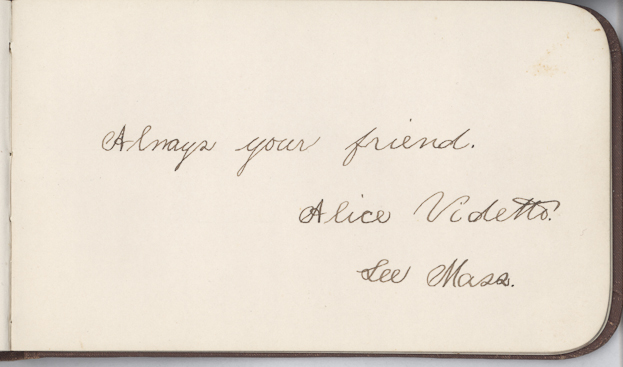 Always your friend.
Alice Videtto.
Lee Mass.